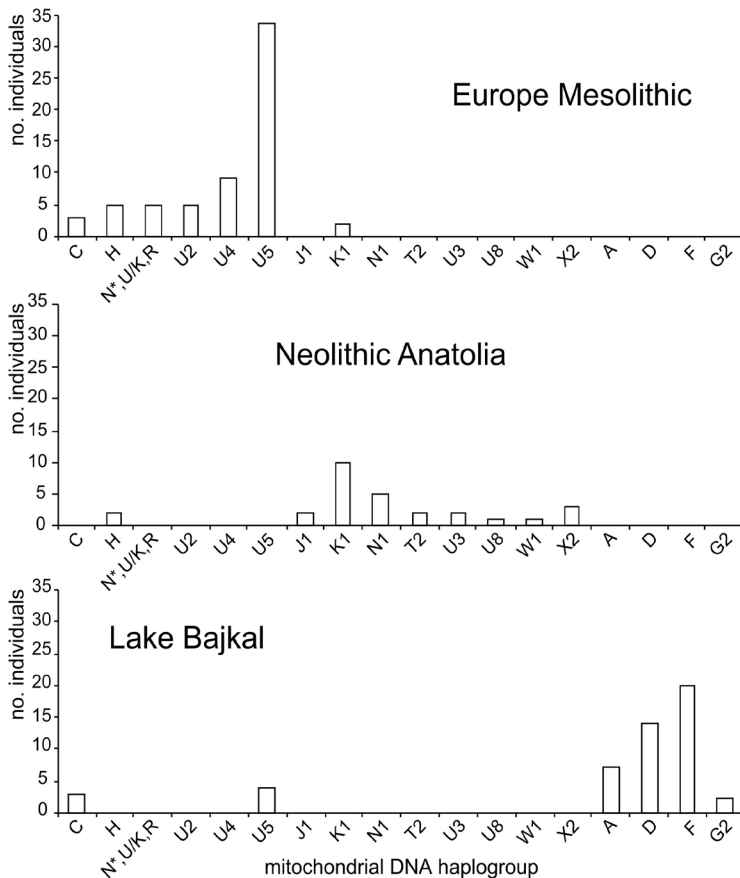 35
30
25
20
15
10
5
0
no. individuals
Europe Mesolithic
C H N*,U/K,R U2 U4 U5 J1 K1 N1 T2 U3 U8 W1 X2 A D F G2
35
30
25
20
15
10
5
0
no. individuals
Neolithic Anatolia
C H N*,U/K,R U2 U4 U5 J1 K1 N1 T2 U3 U8 W1 X2 A D F G2
35
30
25
20
15
10
5
0
no. individuals
Lake Bajkal
C H N*,U/K,R U2 U4 U5 J1 K1 N1 T2 U3 U8 W1 X2 A D F G2
mitochondrial DNA haplogroup